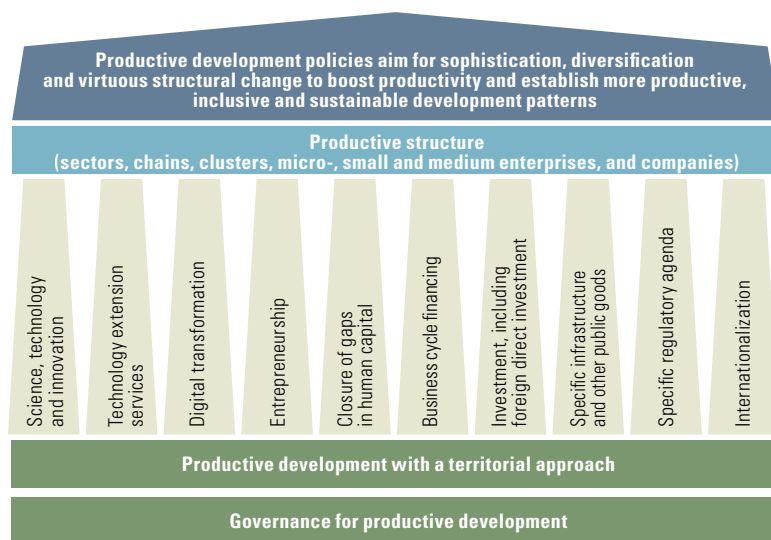 Productive development policies aim for sophistication, diversification
and virtuous structural change to boost productivity and establish more productive,
inclusive and sustainable development patterns
Productive structure
(sectors, chains, clusters, micro-, small and medium enterprises, and companies)
Science, technology
and innovation
Technology extension
services
Digital transformation
Entrepreneurship
Closure of gaps
in human capital
Business cycle financing
Investment, including
foreign direct investment
Specific infrastructure
and other public goods
Specific regulatory agenda
Internationalization
Productive development with a territorial approach
Governance for productive development